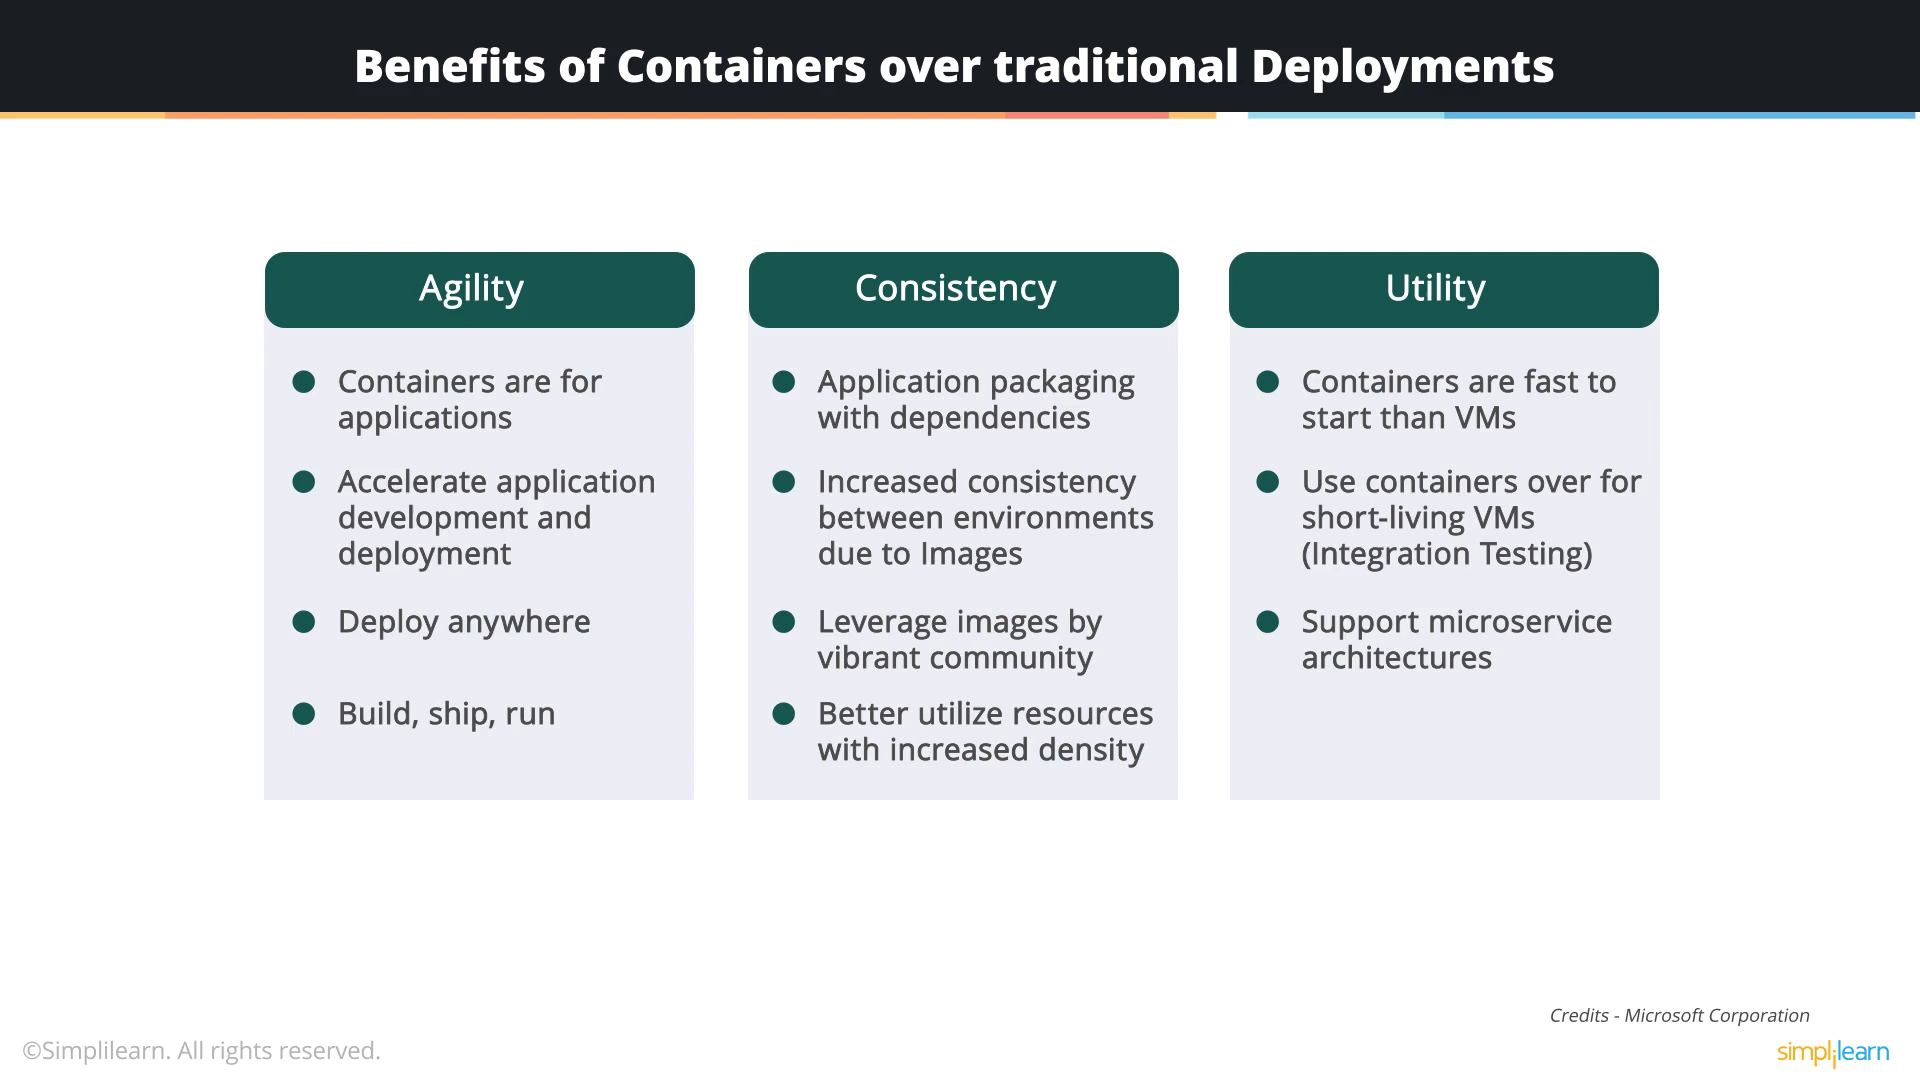 Benefits of Containers over traditional Deployments
Agility
Containers are for
applications
Accelerate application
development and
deployment
Deploy anywhere
Build, ship, run
Consistency
Application packaging
with dependencies
Increased consistency
between environments
due to Images
Leverage images by
vibrant community
Better utilize resources
with increased density
Utility
Containers are fast to
start than VMs
Use containers over for
short-living VMs
(Integration Testing)
Support microservice
architectures
Credits - Microsoft Corporation
©Simplilearn. All rights reserved.
simplilearn